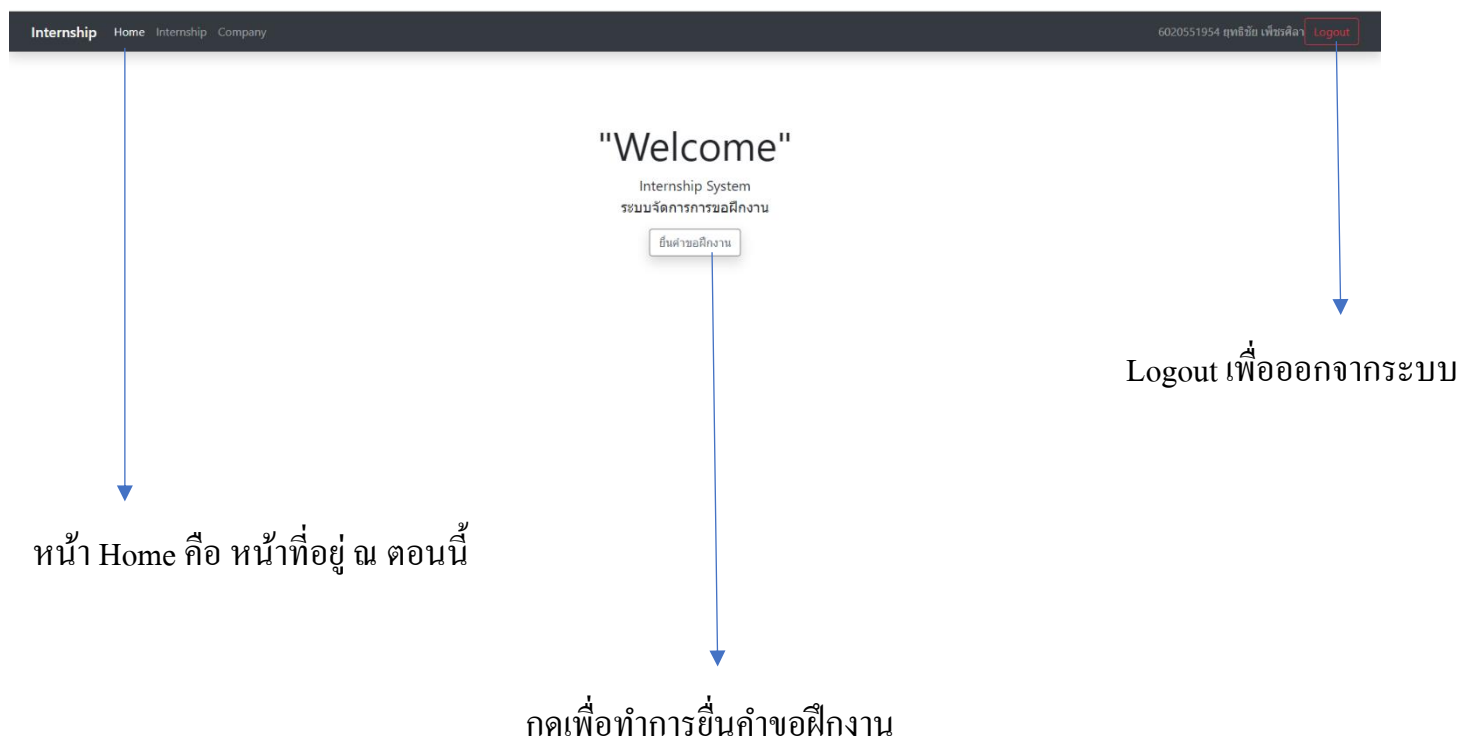 Internship Home Internship Company 6020551954 ยุทธิชัย เพ็ชรศิลา Logout
"Welcome"
Internship System
ระบบจัดการการขอฝึกงาน
ยื่นคำขอฝึกงาน
Logout เพื่อออกจากระบบ
หน้า Home คือ หน้าที่อยู่ ณ ตอนนี้
กดเพื่อทำการยื่นคำขอฝึกงาน